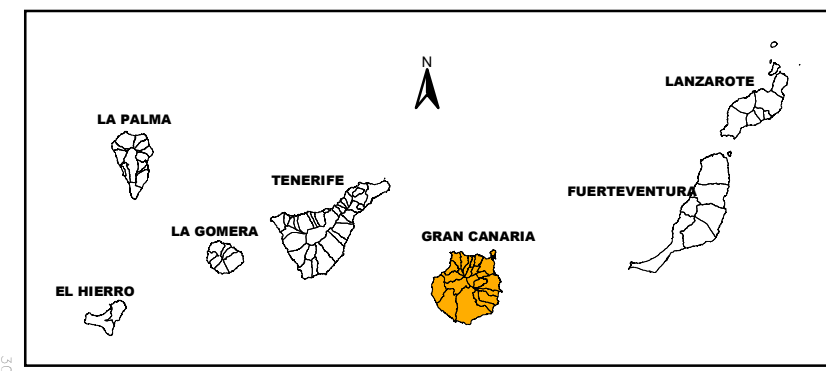 N
LANZAROTE
LA PALMA
TENERIFE
FUERTEVENTURA
LA GOMERA
GRAN CANARIA
EL HIERRO